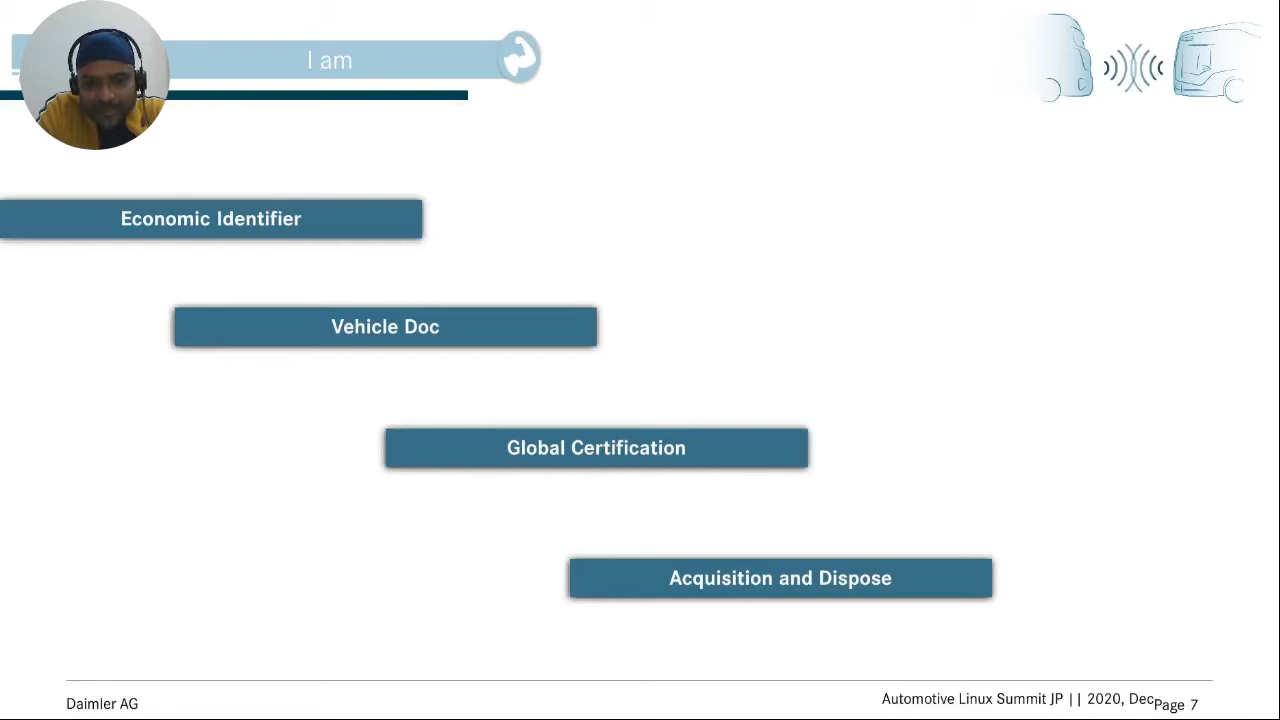 I am
Economic Identifier
Vehicle Doc
Global Certification
Acquisition and Dispose
Daimler AG
Automotive Linux Summit JP || 2020, Dec
Page 7